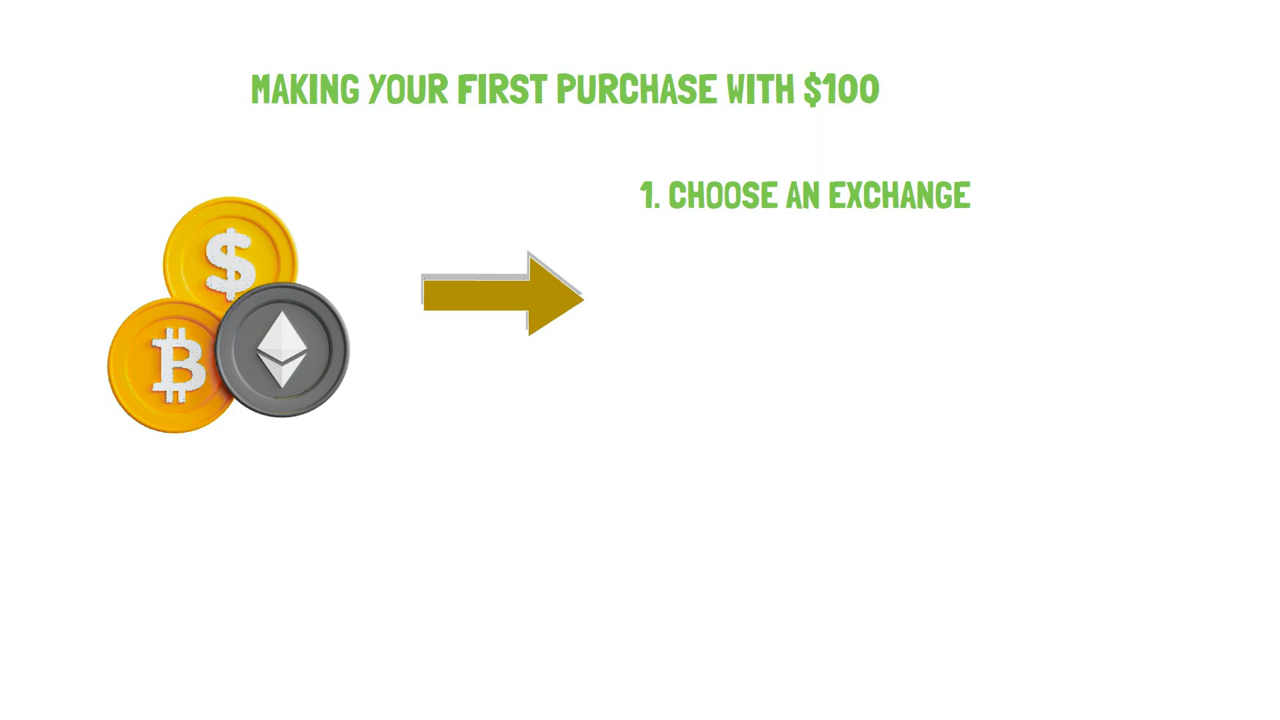 MAKING YOUR FIRST PURCHASE WITH $100
1. CHOOSE AN EXCHANGE